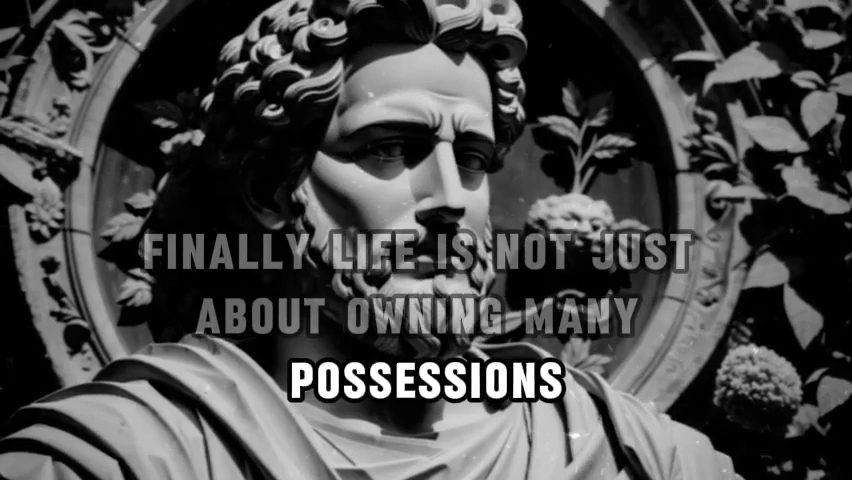 FINALLY LIFE IS NOT JUST
ABOUT OWNING MANY
POSSESSIONS